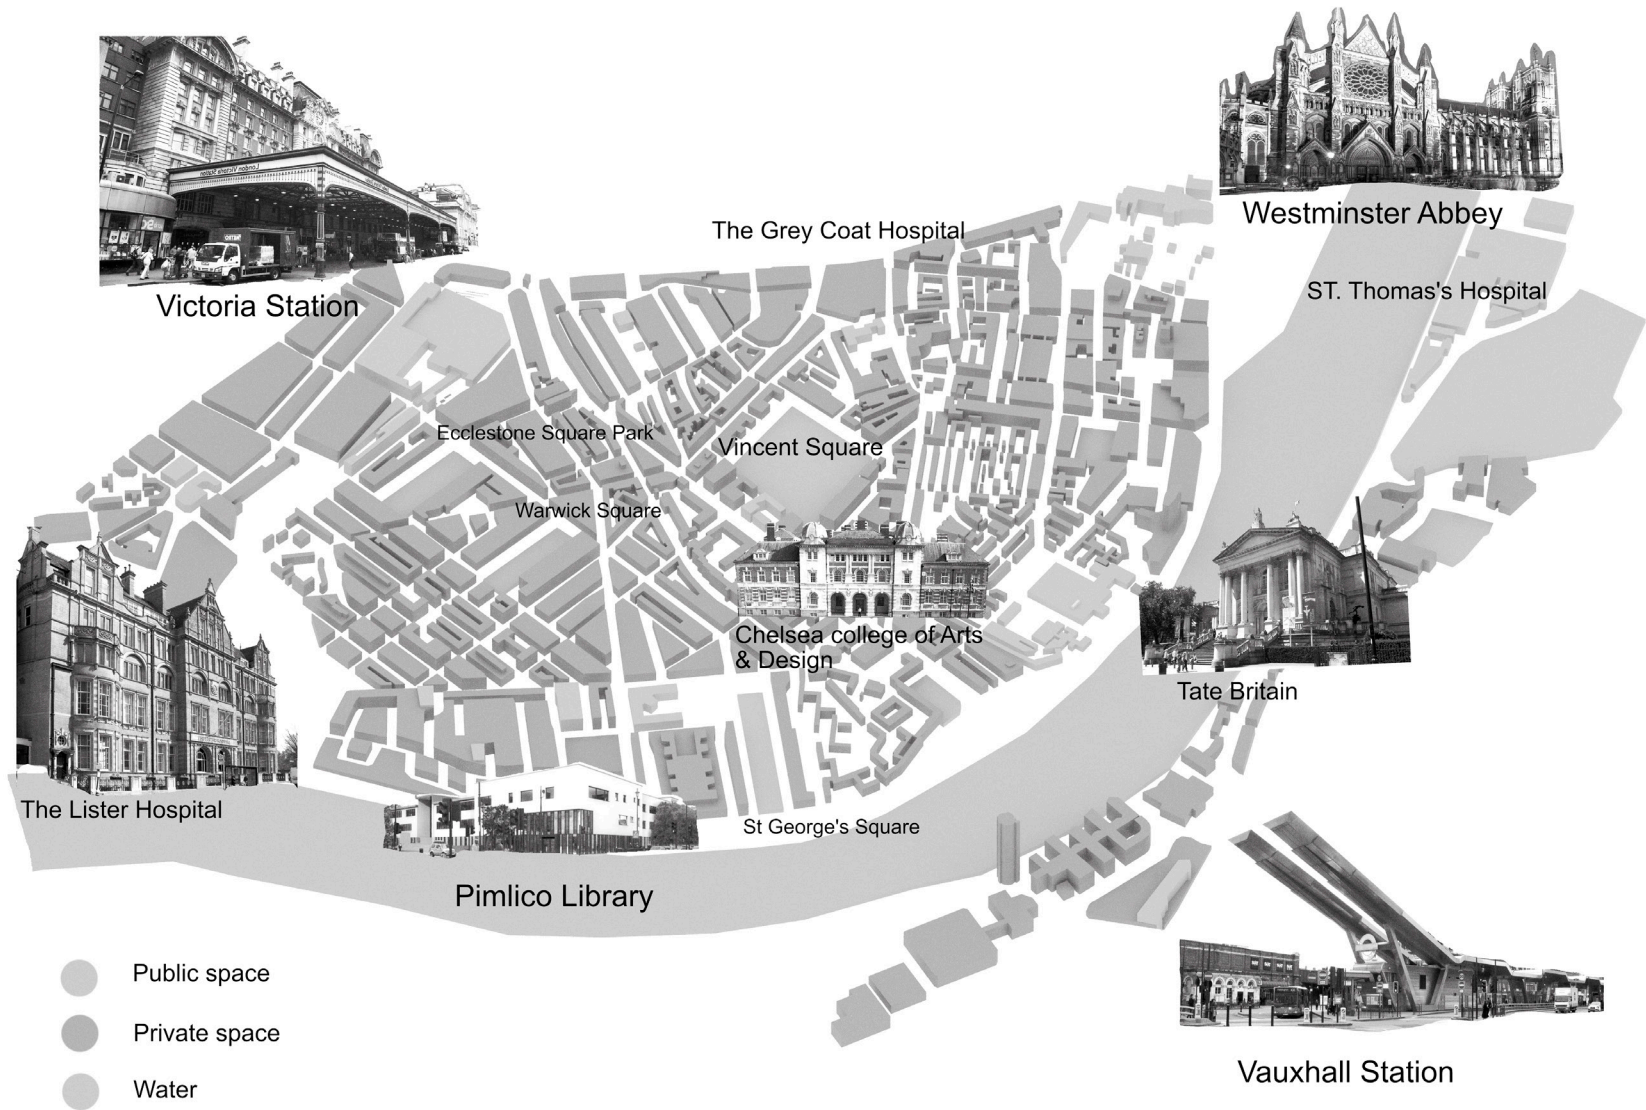 Westminster Abbey
The Grey Coat Hospital
ST. Thomas's Hospital
Victoria Station
Ecclestone Square Park
Vincent Square
Warwick Square
Chelsea college of Arts
& Design
Tate Britain
The Lister Hospital
St George's Square
Pimlico Library
Public space
Private space
Water
Vauxhall Station